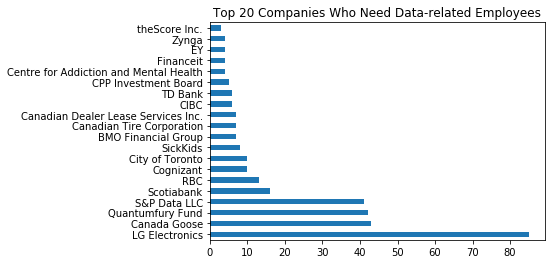 Top 20 Companies Who Need Data-related Employees
theScore Inc.
Zynga
EY
Financeit
Centre for Addiction and Mental Health
CPP Investment Board
TD Bank
CIBC
Canadian Dealer Lease Services Inc.
Canadian Tire Corporation
BMO Financial Group
SickKids
City of Toronto
Cognizant
RBC
Scotiabank
S&P Data LLC
Quantumfury Fund
Canada Goose
LG Electronics
0 10 20 30 40 50 60 70 80